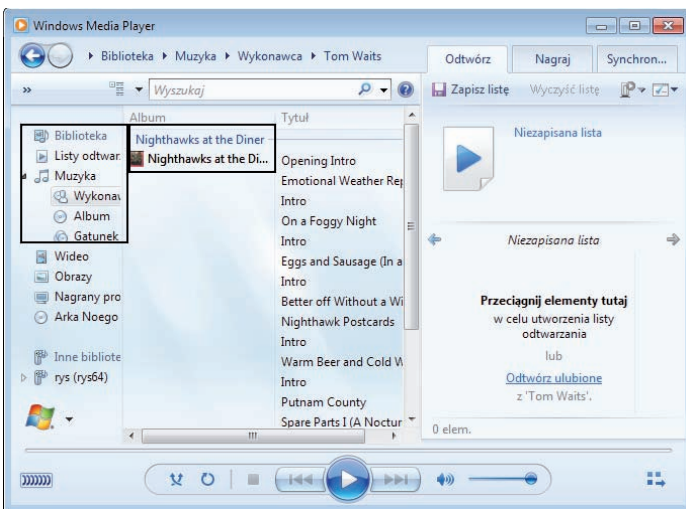 Windows Media Player
Biblioteka Muzyka Wykonawca Tom Waits
Odtwórz Nagraj Synchron...
»
Wyszukaj
Zapisz listę Wyczyść listę
Album Tytuł
Biblioteka
Listy odtwar
Muzyka
Wykonaw
Album
Gatunek
Wideo
Obrazy
Nagrany pro
Arka Noego
Inne bibliote
rys (rys64)
Nighthawks at the Diner
Nighthawks at the Di...
Opening Intro
Emotional Weather Rep
Intro
On a Foggy Night
Intro
Eggs and Sausage (In a
Intro
Better off Without a Wi
Nighthawk Postcards
Intro
Warm Beer and Cold W
Intro
Putnam County
Spare Parts I (A Noctur
Niezapisana lista
Niezapisana lista
Przeciągnij elementy tutaj
w celu utworzenia listy
odtwarzania
lub
Odtwórz ulubione
z 'Tom Waits'.
0 elem.